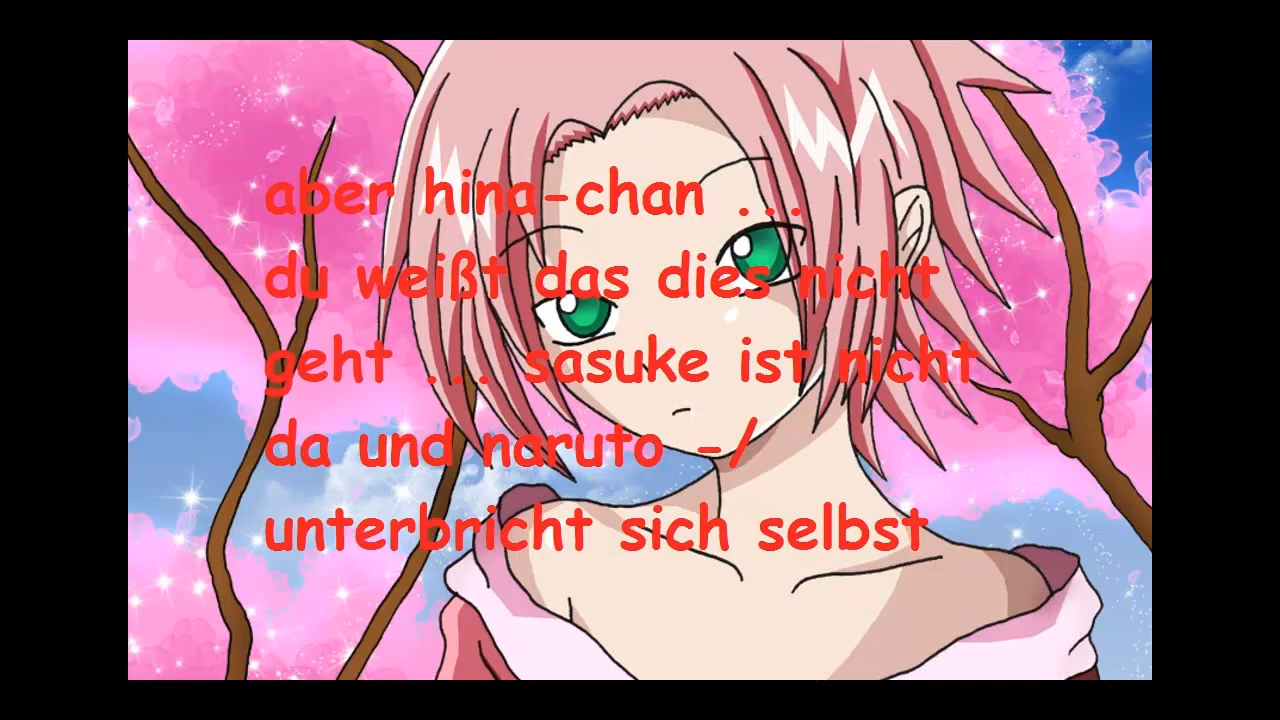 aber hina-chan ...
du weißt das dies nicht
geht ... sasuke ist nicht
da und naruto -/
unterbricht sich selbst